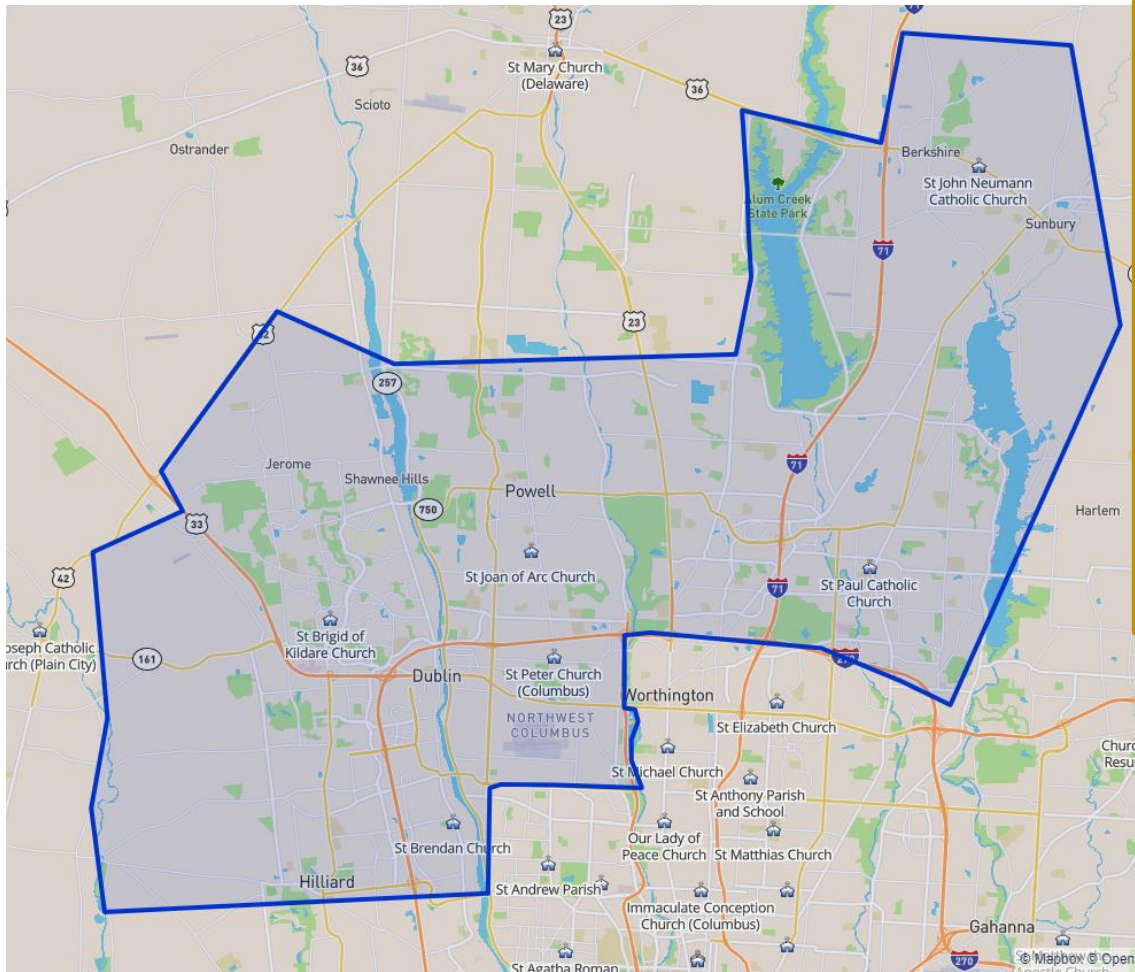 71
23
36
St Mary Church
(Delaware)
36
Scioto
Ostrander
Berkshire
St John Neumann
Catholic Church
Alum Creek
State Park
Sunbury
71
23
257
Jerome
Shawnee Hills
71
Powell
750
Harlem
33
St Joan of Arc Church
St Paul Catholic
Church
42
71
St Brigid of
Kildare Church
oseph Catholic
rch (Plain City)
161
St Peter Church
(Columbus)
Dublin
Worthington
NORTHWEST
COLUMBUS
St Elizabeth Church
St Michael Church
Churc
Resu
St Anthony Parish
and School
St Brendan Church
Our Lady of
Peace Church
St Matthias Church
Hilliard
St Andrew Parish
Immaculate Conception
Church (Columbus)
Gahanna
St Agatha Roman
270
© Mapbox © Open